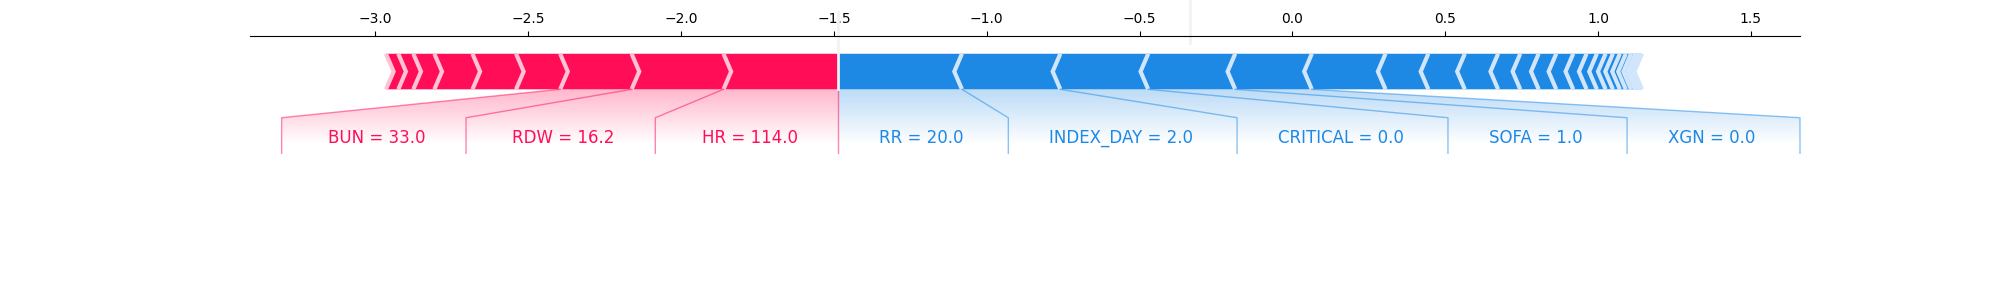 −3.0 −2.5 −2.0 −1.5 −1.0 −0.5 0.0 0.5 1.0 1.5
BUN = 33.0 RDW = 16.2 HR = 114.0 RR = 20.0 INDEX_DAY = 2.0 CRITICAL = 0.0 SOFA = 1.0 XGN = 0.0